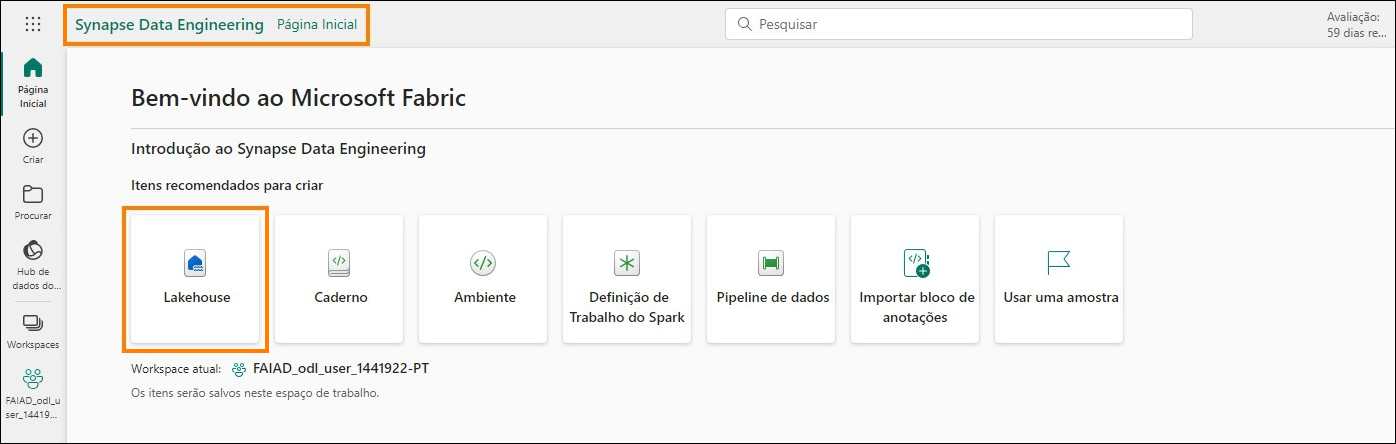 Synapse Data Engineering Página Inicial
Pesquisar
Avaliação:
59 dias re...
Página
Inicial
Criar
Procurar
Hub de
dados do...
Workspaces
FAIAD_odl_u
ser_14419...
Bem-vindo ao Microsoft Fabric
Introdução ao Synapse Data Engineering
Itens recomendados para criar
Lakehouse
Caderno
Ambiente
Definição de
Trabalho do Spark
Pipeline de dados
Importar bloco de
anotações
Usar uma amostra
Workspace atual: FAIAD_odl_user_1441922-PT
Os itens serão salvos neste espaço de trabalho.